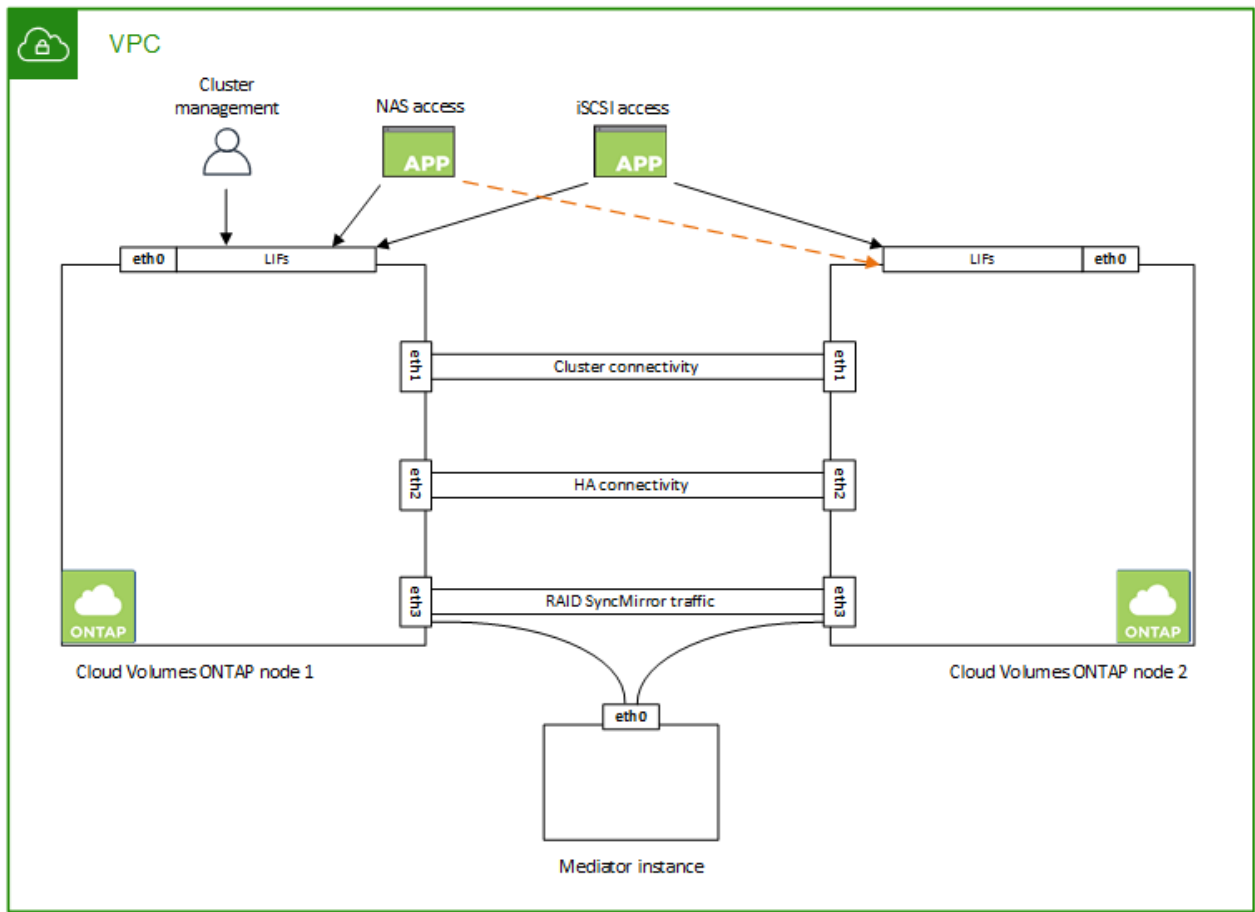 VPC
Cluster
management
NAS access
iSCSI access
APP
APP
eth0
LIFs
LIFs
eth0
eth1
Cluster connectivity
eth1
eth2
HA connectivity
eth2
eth3
RAID SyncMirror traffic
eth3
ONTAP
ONTAP
Cloud Volumes ONTAP node 1
Cloud Volumes ONTAP node 2
eth0
Mediator instance